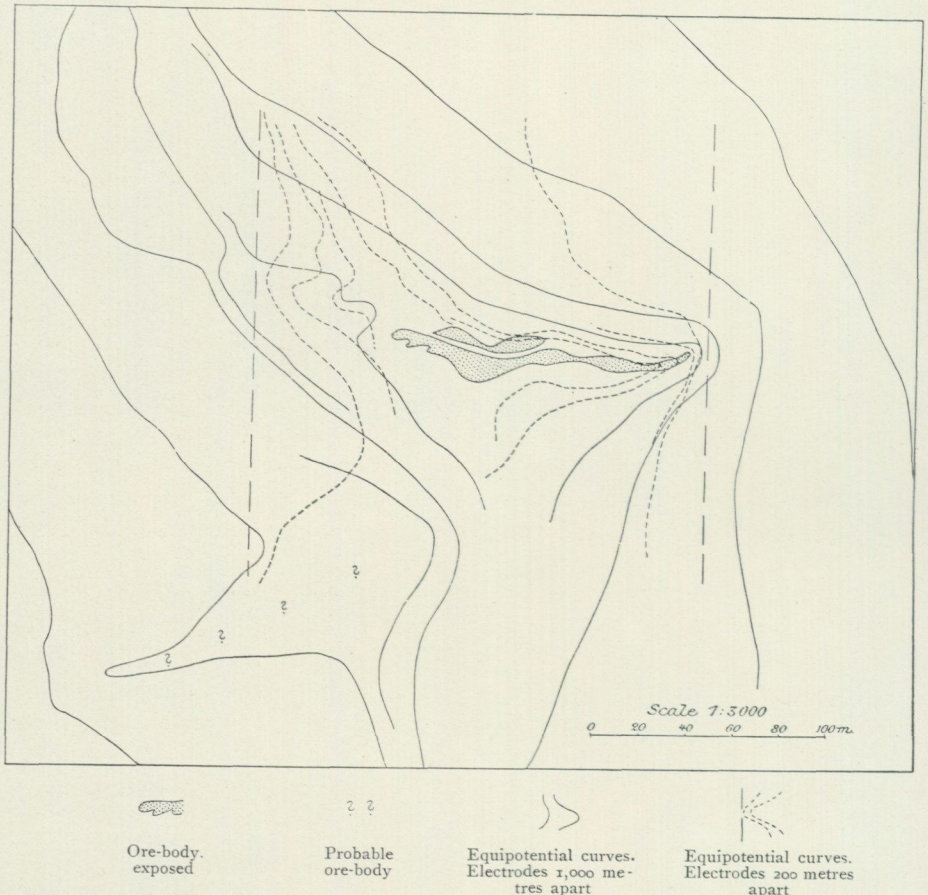 ? 
? 
? 
?
Scale 1:3000
0 20 40 60 80 100 m.
? ?
Ore-body.
exposed
Probable
ore-body
Equipotential curves.
Electrodes 1,000 me-
tres apart
Equipotential curves.
Electrodes 200 metres
apart